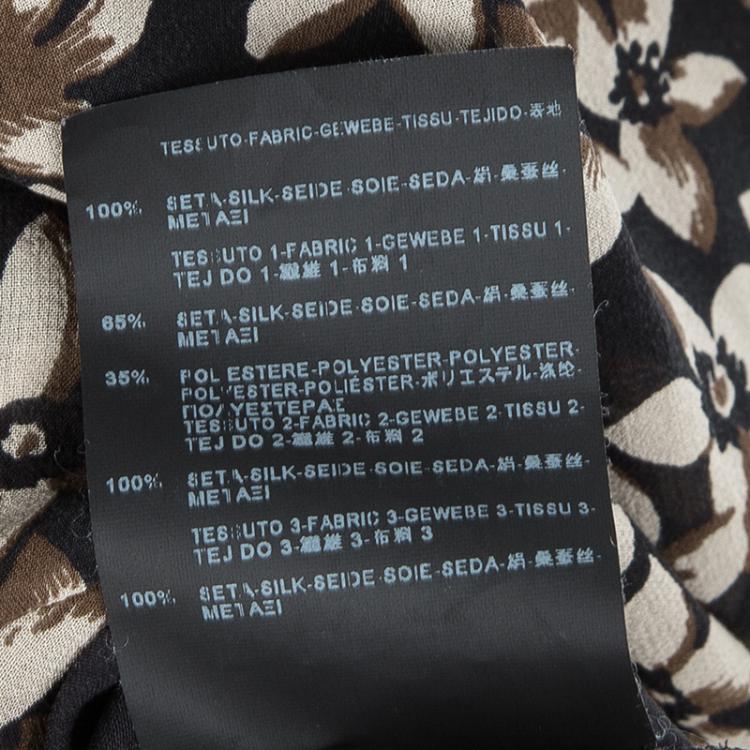 TESSUTO-FABRIC-GEWEBE-TISSU-TEJIDO-表地
100% SETA-SILK-SEIDE-SOIE-SEDA-絹-桑蚕丝-
ΜΕΤΑΞΙ
TESSUTO 1-FABRIC 1-GEWEBE 1-TISSU 1-
TEJIDO 1-繊維 1-布料 1
65% SETA-SILK-SEIDE-SOIE-SEDA-絹-桑蚕丝-
ΜΕΤΑΞΙ
35% POLIESTERE-POLYESTER-POLYESTER-
POLYESTER-POLIÉSTER-ポリエステル-涤纶-
ΠΟΛΥΕΣΤΕΡΑΣ
TESSUTO 2-FABRIC 2-GEWEBE 2-TISSU 2-
TEJIDO 2-繊維 2-布料 2
100% SETA-SILK-SEIDE-SOIE-SEDA-絹-桑蚕丝-
ΜΕΤΑΞΙ
TESSUTO 3-FABRIC 3-GEWEBE 3-TISSU 3-
TEJIDO 3-繊維 3-布料 3
100% SETA-SILK-SEIDE-SOIE-SEDA-絹-桑蚕丝-
ΜΕΤΑΞΙ